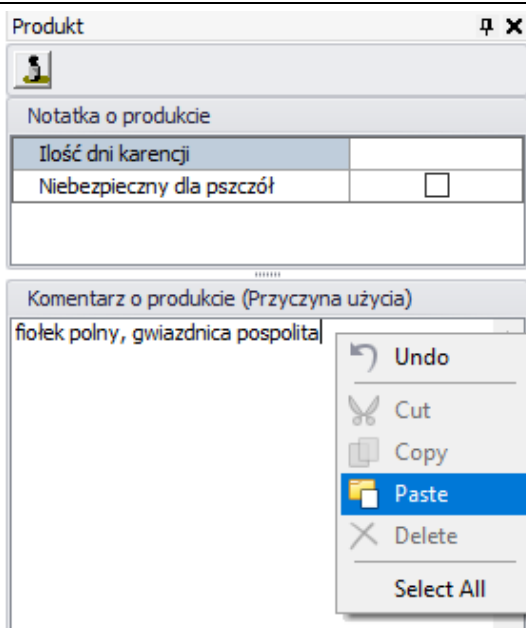 Produkt
Notatka o produkcie
Ilość dni karencji
Niebezpieczny dla pszczół
Komentarz o produkcie (Przyczyna użycia)
fiołek polny, gwiazdnica pospolita
Undo
Cut
Copy
Paste
Delete
Select All